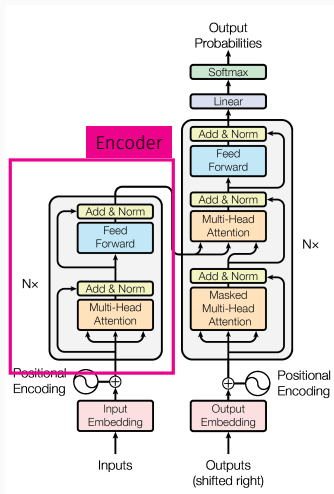 Output
Probabilities
Softmax
Linear
Encoder
Add & Norm
Feed
Forward
Add & Norm
Multi-Head
Attention
Nx
Add & Norm
Masked
Multi-Head
Attention
Add & Norm
Feed
Forward
Nx
Add & Norm
Multi-Head
Attention
Positional
Encoding
Positional
Encoding
Input
Embedding
Output
Embedding
Inputs
Outputs
(shifted right)